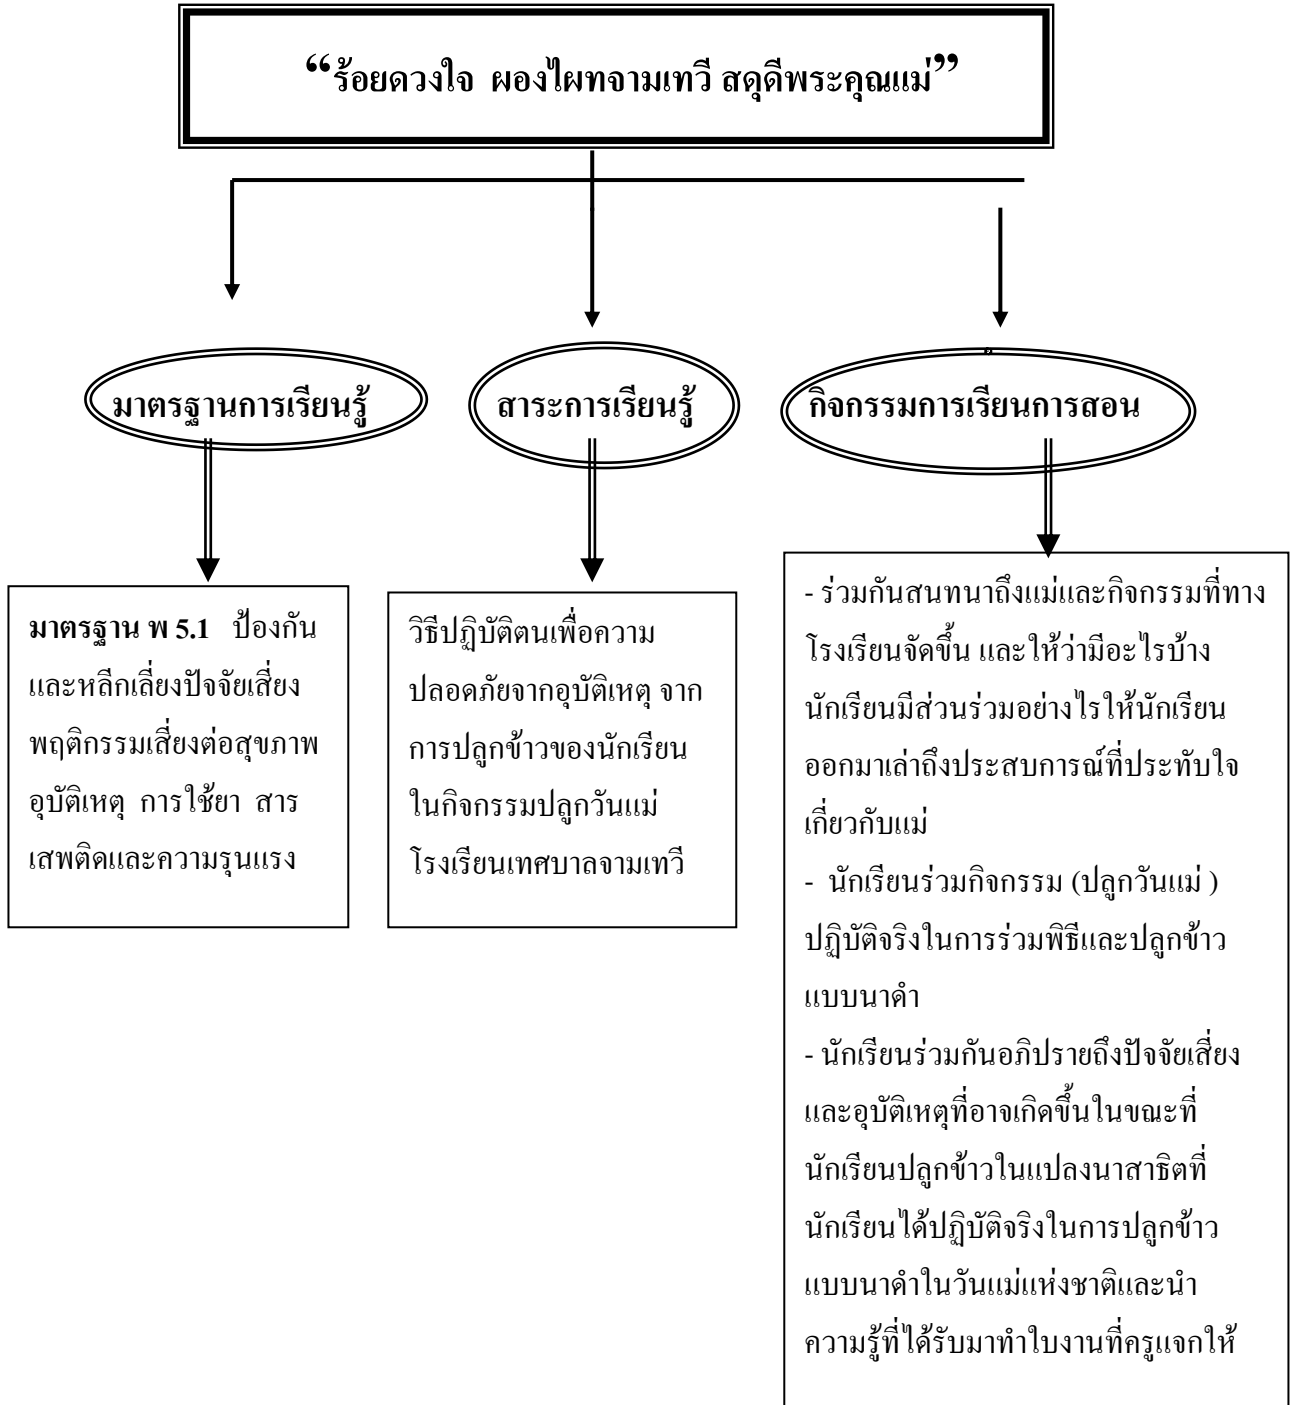 “ร้อยดวงใจ ผองไผทจามเทวี สดุดีพระคุณแม่”
มาตรฐานการเรียนรู้
สาระการเรียนรู้
กิจกรรมการเรียนการสอน
มาตรฐาน พ 5.1 ป้องกัน
และหลีกเลี่ยงปัจจัยเสี่ยง
พฤติกรรมเสี่ยงต่อสุขภาพ
อุบัติเหตุ การใช้ยา สาร
เสพติดและความรุนแรง
วิธีปฏิบัติตนเพื่อความ
ปลอดภัยจากอุบัติเหตุ จาก
การปลูกข้าวของนักเรียน
ในกิจกรรมปลูกวันแม่
โรงเรียนเทศบาลจามเทวี
- ร่วมกันสนทนาถึงแม่และกิจกรรมที่ทาง
โรงเรียนจัดขึ้น และให้ว่ามีอะไรบ้าง
นักเรียนมีส่วนร่วมอย่างไรให้นักเรียน
ออกมาเล่าถึงประสบการณ์ที่ประทับใจ
เกี่ยวกับแม่
- นักเรียนร่วมกิจกรรม (ปลูกวันแม่ )
ปฏิบัติจริงในการร่วมพิธีและปลูกข้าว
แบบนาดำ
- นักเรียนร่วมกันอภิปรายถึงปัจจัยเสี่ยง
และอุบัติเหตุที่อาจเกิดขึ้นในขณะที่
นักเรียนปลูกข้าวในแปลงนาสาธิตที่
นักเรียนได้ปฏิบัติจริงในการปลูกข้าว
แบบนาดำในวันแม่แห่งชาติและนำ
ความรู้ที่ได้รับมาทำใบงานที่ครูแจกให้